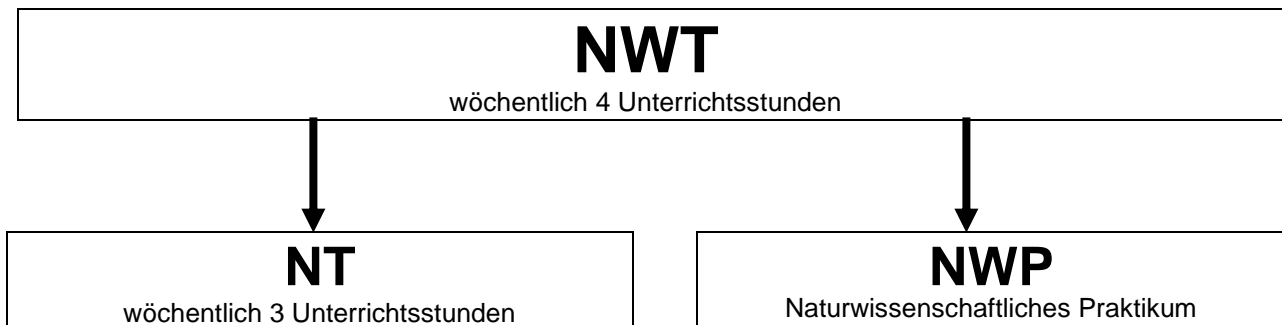 NWT
wöchentlich 4 Unterrichtsstunden
NT
wöchentlich 3 Unterrichtsstunden
NWP
Naturwissenschaftliches Praktikum